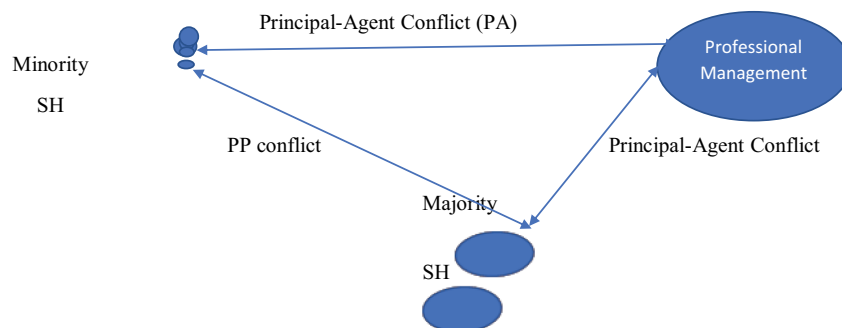 Principal-Agent Conflict (PA)
Professional
Management
Minority
SH
PP conflict
Principal-Agent Conflict
Majority
SH